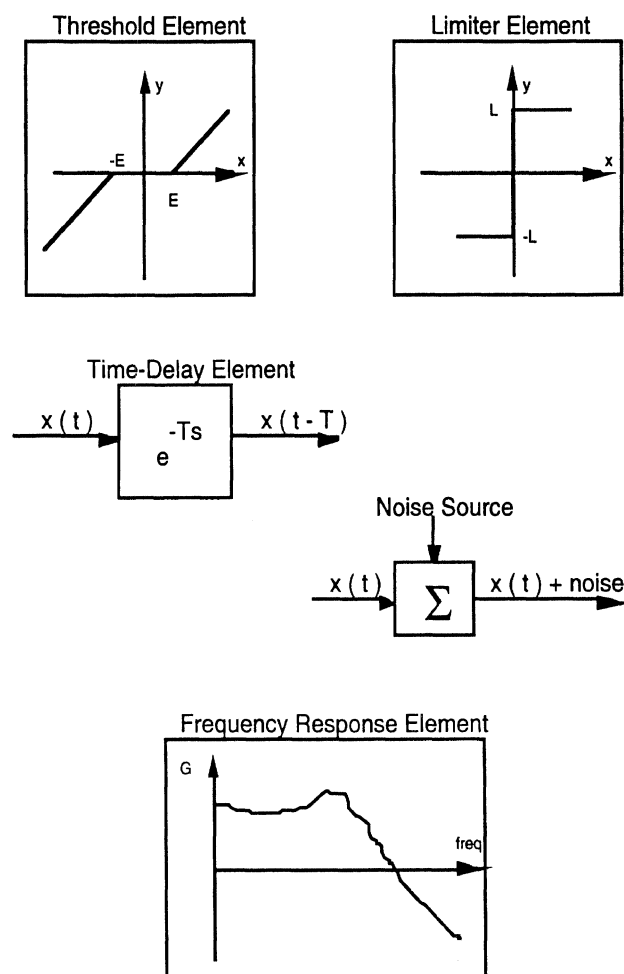 Threshold Element
y
-E
x
E
Limiter Element
y
L
x
-L
Time-Delay Element
x ( t )
e -Ts
x ( t - T )
Noise Source
x ( t )
Σ
x ( t ) + noise
Frequency Response Element
G
freq